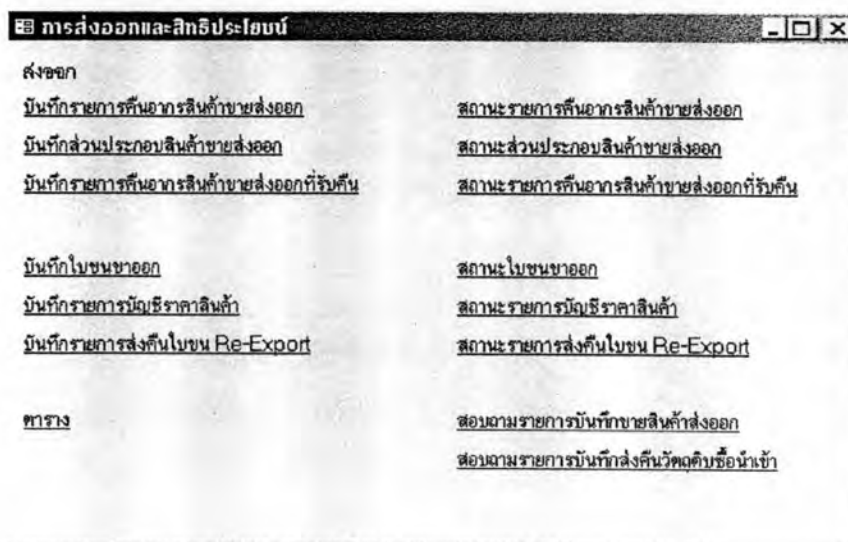 การส่งออกและสิทธิประโยชน์
ส่งออก
บันทึกรายการคืนอากรสินค้าขายส่งออก
สถานะรายการคืนอากรสินค้าขายส่งออก
บันทึกส่วนประกอบสินค้าขายส่งออก
สถานะส่วนประกอบสินค้าขายส่งออก
บันทึกรายการคืนอากรสินค้าขายส่งออกที่รับคืน
สถานะรายการคืนอากรสินค้าขายส่งออกที่รับคืน
บันทึกใบขนขาออก
สถานะใบขนขาออก
บันทึกรายการบัญชีราคาสินค้า
สถานะรายการบัญชีราคาสินค้า
บันทึกรายการส่งคืนใบขน Re-Export
สถานะรายการส่งคืนใบขน Re-Export
ตาราง
สอบถามรายการบันทึกขายสินค้าส่งออก
สอบถามรายการบันทึกส่งคืนวัตถุดิบซื้อนำเข้า